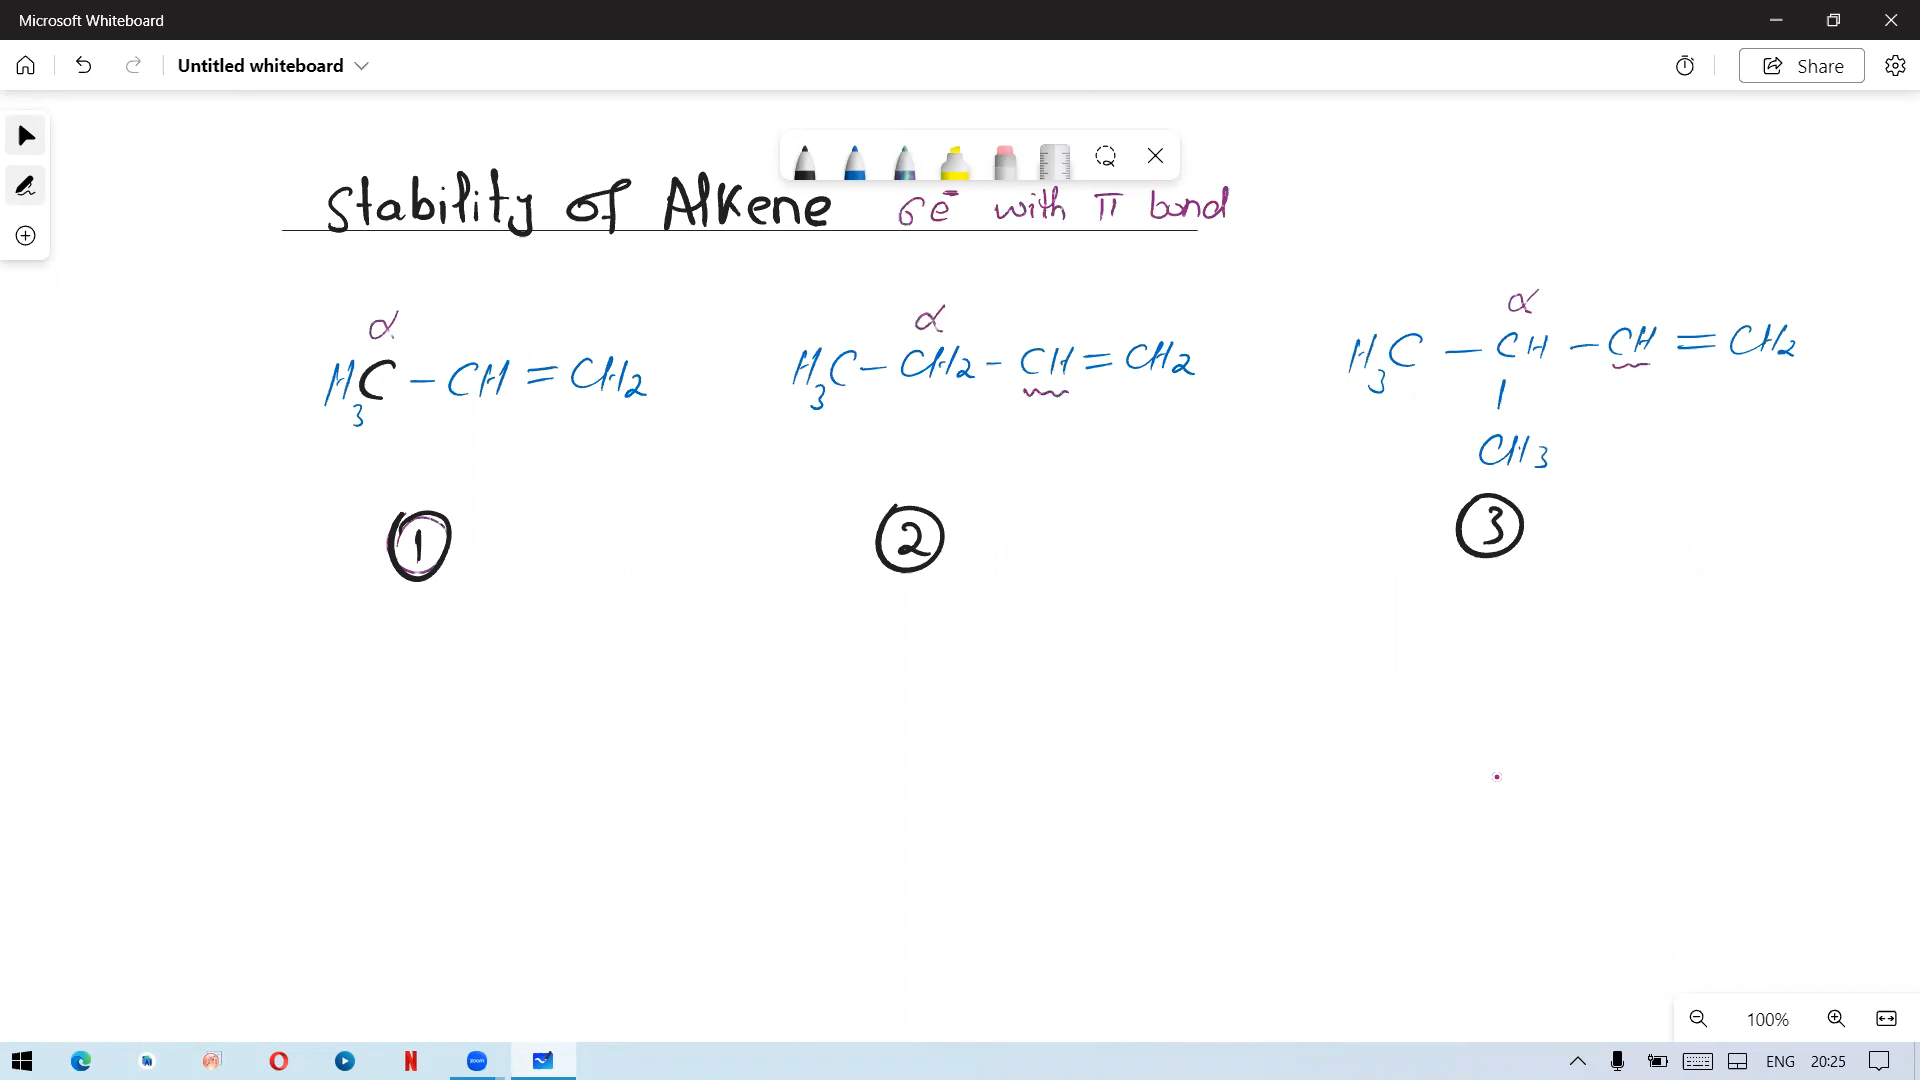 Microsoft Whiteboard
Untitled whiteboard
Share
Stability of Alkene σe⁻ with π bond
α
H₃C – CH = CH₂
α
H₃C – CH₂ – CH = CH₂
α
H₃C – CH – CH = CH₂
CH₃
1
2
3
100%
ENG 20:25